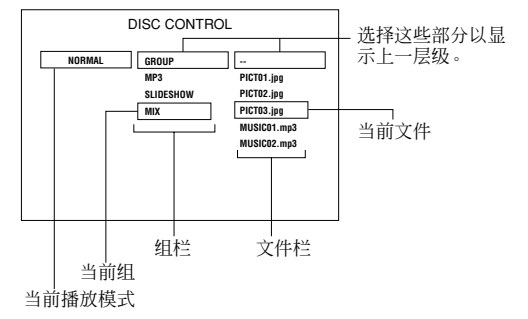 DISC CONTROL
选择这些部分以显
示上一层级。
NORMAL
GROUP
--
MP3
PICT01.jpg
SLIDESHOW
PICT02.jpg
MIX
PICT03.jpg
当前文件
MUSIC01.mp3
MUSIC02.mp3
组栏
文件栏
当前组
当前播放模式